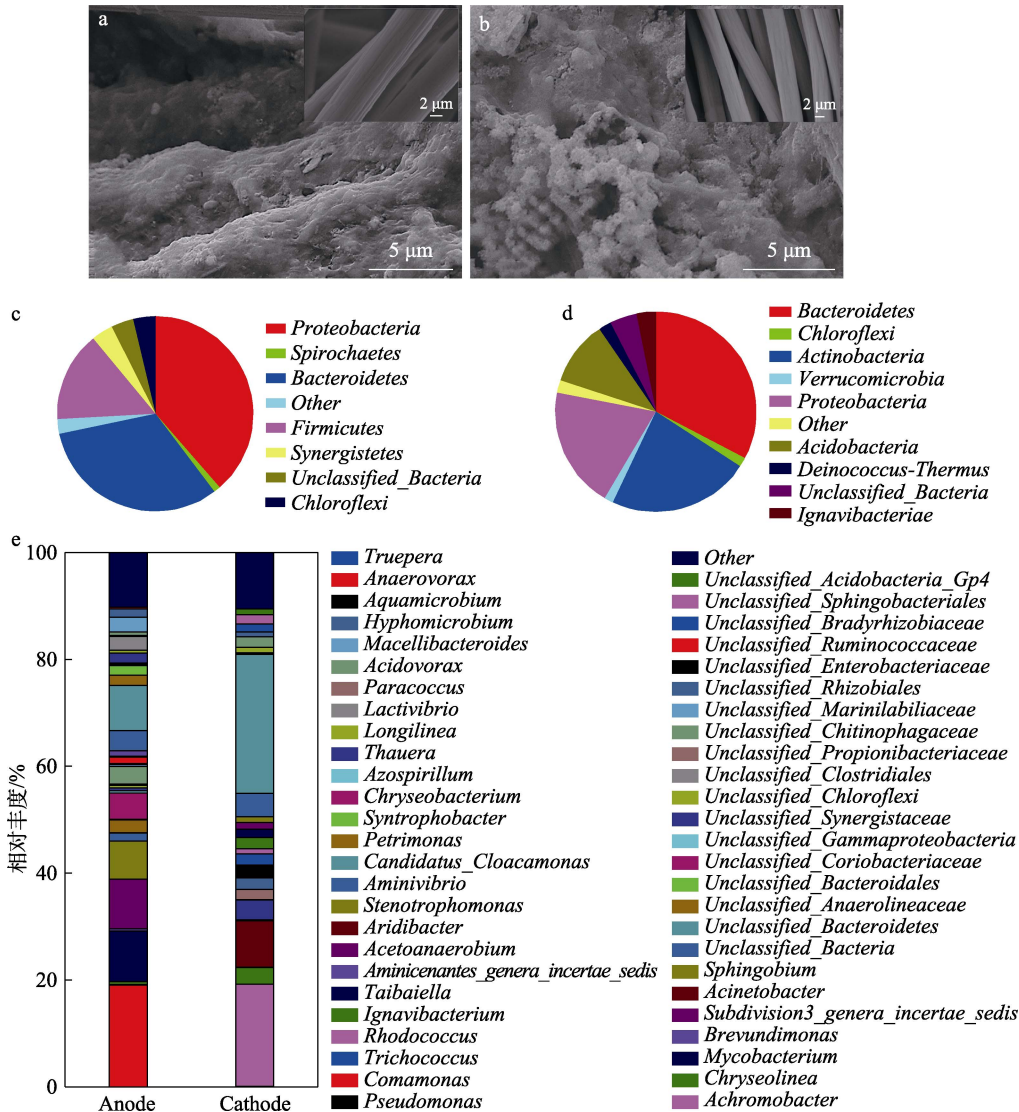 a
2 μm
5 μm
b
2 μm
5 μm
c
Proteobacteria
Spirochaetes
Bacteroidetes
Other
Firmicutes
Synergistetes
Unclassified_Bacteria
Chloroflexi
d
Bacteroidetes
Chloroflexi
Actinobacteria
Verrucomicrobia
Proteobacteria
Other
Acidobacteria
Deinococcus-Thermus
Unclassified_Bacteria
Ignavibacteriae
e
相对丰度/%
100
80
60
40
20
0
Anode
Cathode
Truepera
Anaerovorax
Aquamicrobium
Hyphomicrobium
Macellibacteroides
Acidovorax
Paracoccus
Lactivibrio
Longilinea
Thauera
Azospirillum
Chryseobacterium
Syntrophobacter
Petrimonas
Candidatus_Cloacamonas
Aminivibrio
Stenotrophomonas
Aridibacter
Acetoanaerobium
Aminicenantes_genera_incertae_sedis
Taibaiella
Ignavibacterium
Rhodococcus
Trichococcus
Comamonas
Pseudomonas
Other
Unclassified_Acidobacteria_Gp4
Unclassified_Sphingobacteriales
Unclassified_Bradyrhizobiaceae
Unclassified_Ruminococcaceae
Unclassified_Enterobacteriaceae
Unclassified_Rhizobiales
Unclassified_Marinilabiliaceae
Unclassified_Chitinophagaceae
Unclassified_Propionibacteriaceae
Unclassified_Clostridiales
Unclassified_Chloroflexi
Unclassified_Synergistaceae
Unclassified_Gammaproteobacteria
Unclassified_Coriobacteriaceae
Unclassified_Bacteroidales
Unclassified_Anaerolineaceae
Unclassified_Bacteroidetes
Unclassified_Bacteria
Sphingobium
Acinetobacter
Subdivision3_genera_incertae_sedis
Brevundimonas
Mycobacterium
Chryseolinea
Achromobacter